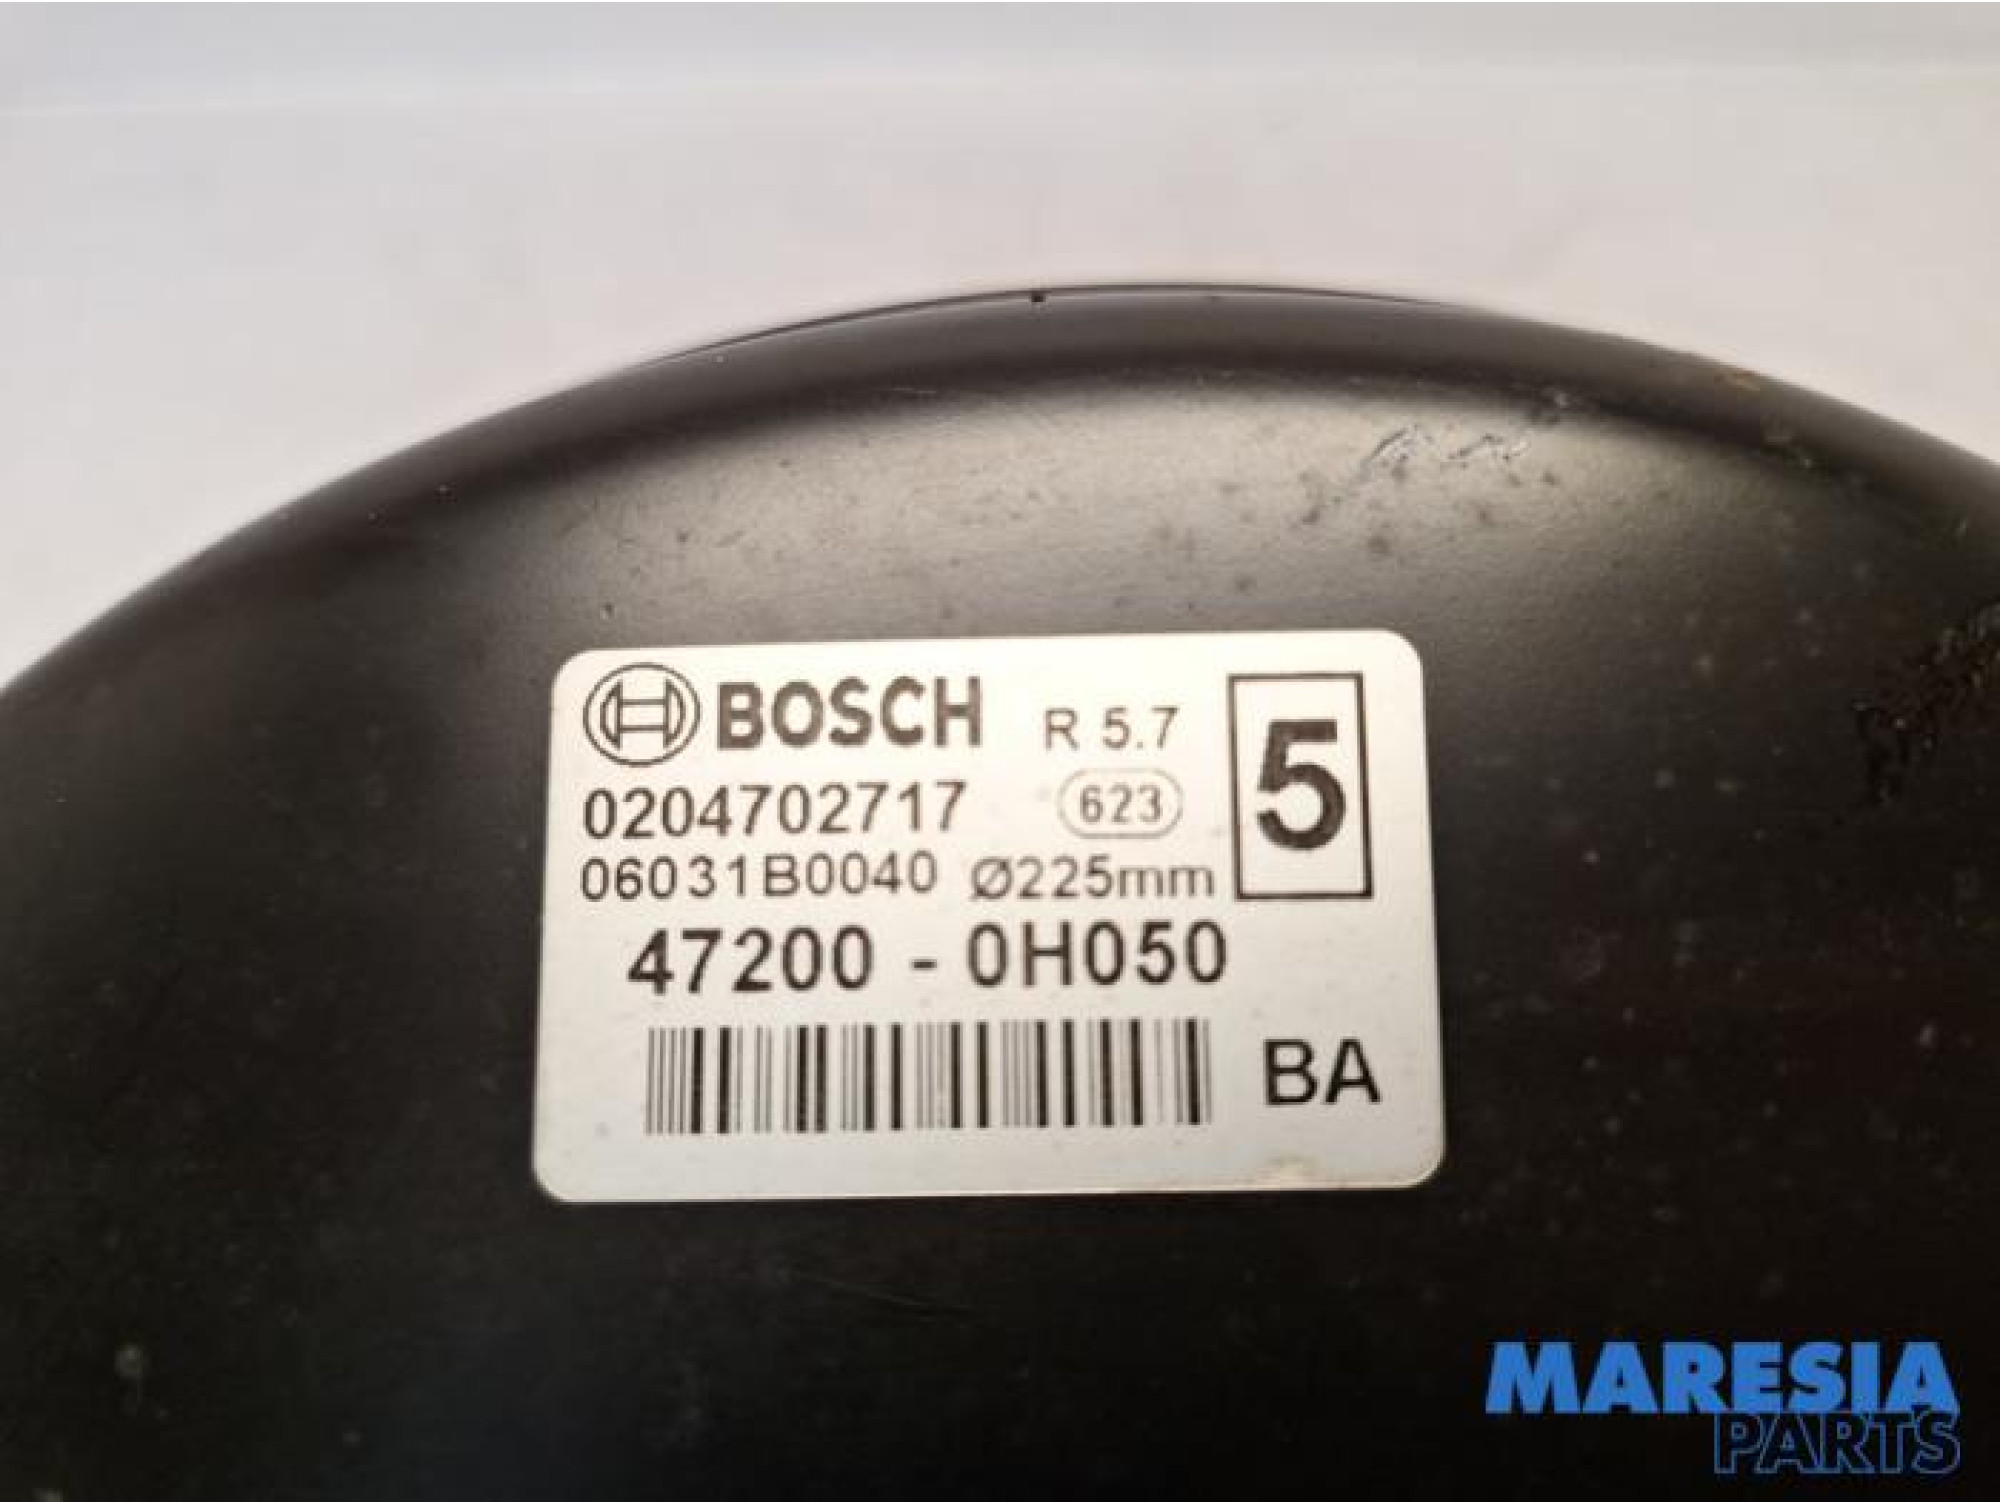 BOSCH R 5.7 5
0204702717 623
06031B0040 Ø225mm
47200 - 0H050
BA
MARESIA
PARTS